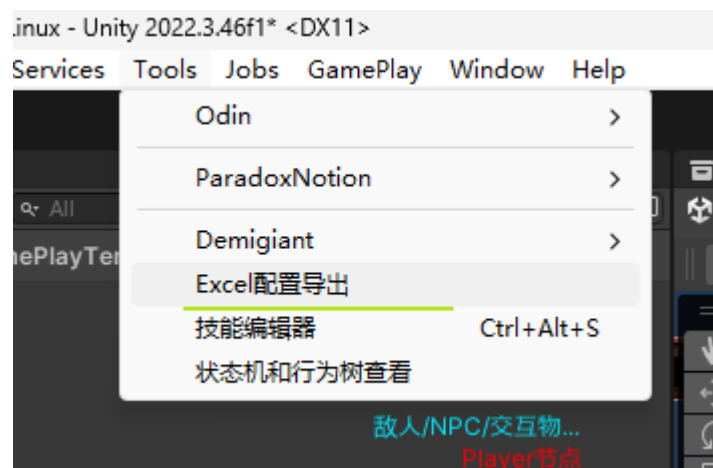 inux - Unity 2022.3.46f1* <DX11>
Services Tools Jobs GamePlay Window Help
Odin
ParadoxNotion
All
Demigiant
ePlayTer
Excel配置导出
技能编辑器 Ctrl+Alt+S
状态机和行为树查看
敌人/NPC/交互物...
Player节点